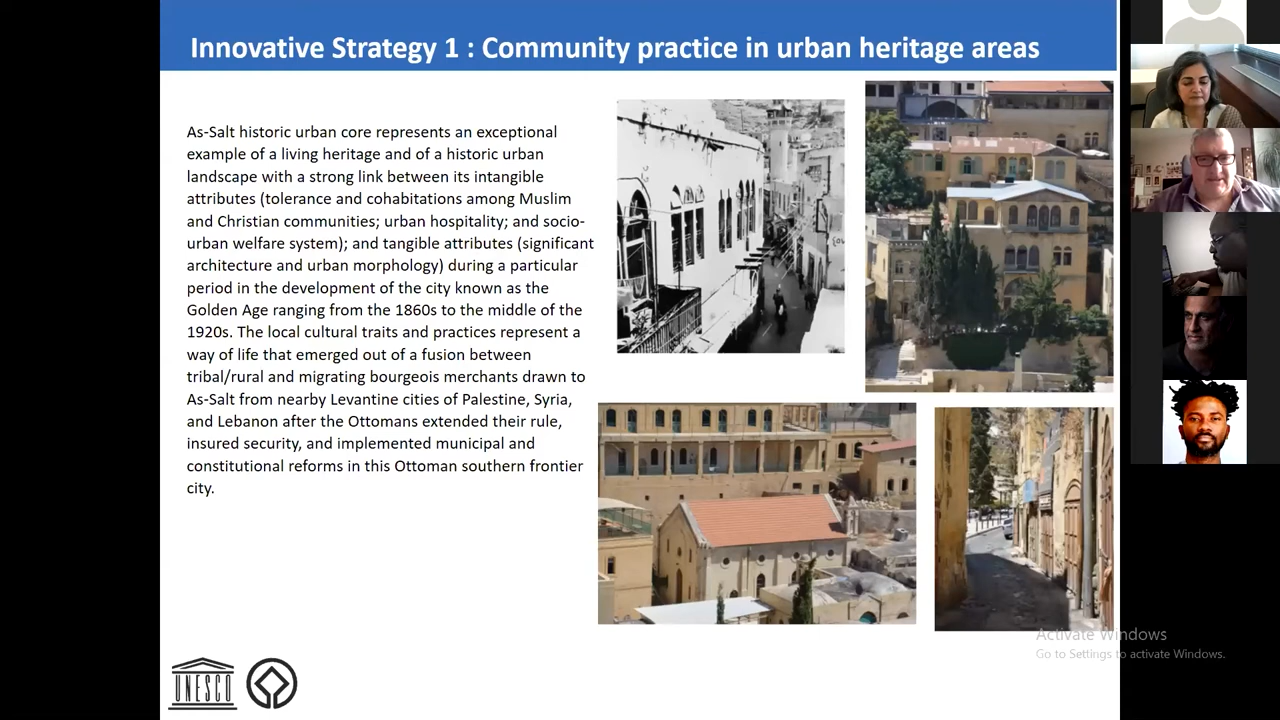 Innovative Strategy 1 : Community practice in urban heritage areas
As-Salt historic urban core represents an exceptional
example of a living heritage and of a historic urban
landscape with a strong link between its intangible
attributes (tolerance and cohabitations among Muslim
and Christian communities; urban hospitality; and socio-
urban welfare system); and tangible attributes (significant
architecture and urban morphology) during a particular
period in the development of the city known as the
Golden Age ranging from the 1860s to the middle of the
1920s. The local cultural traits and practices represent a
way of life that emerged out of a fusion between
tribal/rural and migrating bourgeois merchants drawn to
As-Salt from nearby Levantine cities of Palestine, Syria,
and Lebanon after the Ottomans extended their rule,
insured security, and implemented municipal and
constitutional reforms in this Ottoman southern frontier
city.
UNESCO
Activate Windows
Go to Settings to activate Windows.